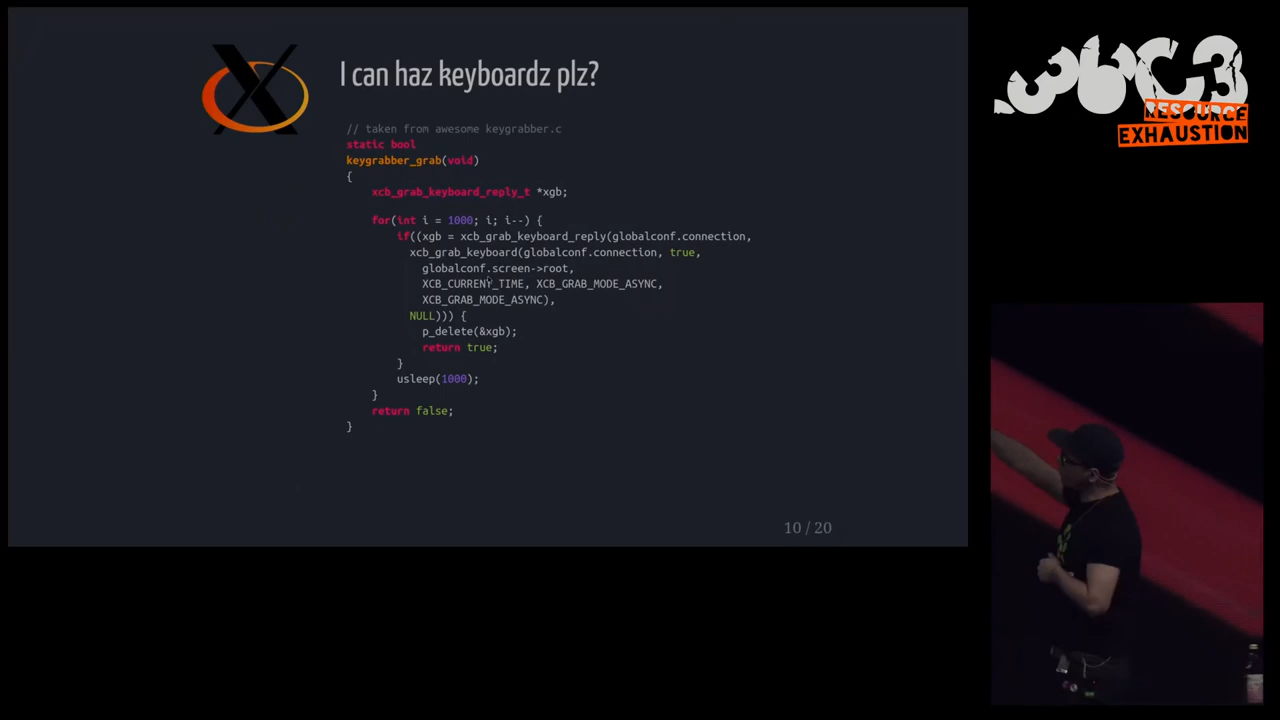 I can haz keyboardz plz?
// taken from awesome keygrabber.c
static bool
keygrabber_grab(void)
{
xcb_grab_keyboard_reply_t *xgb;
for(int i = 1000; i; i--) {
if((xgb = xcb_grab_keyboard_reply(globalconf.connection,
xcb_grab_keyboard(globalconf.connection, true,
globalconf.screen->root,
XCB_CURRENT_TIME, XCB_GRAB_MODE_ASYNC,
XCB_GRAB_MODE_ASYNC),
NULL))) {
p_delete(&xgb);
return true;
}
usleep(1000);
}
return false;
}
10 / 20
36C3
RESOURCE
EXHAUSTION